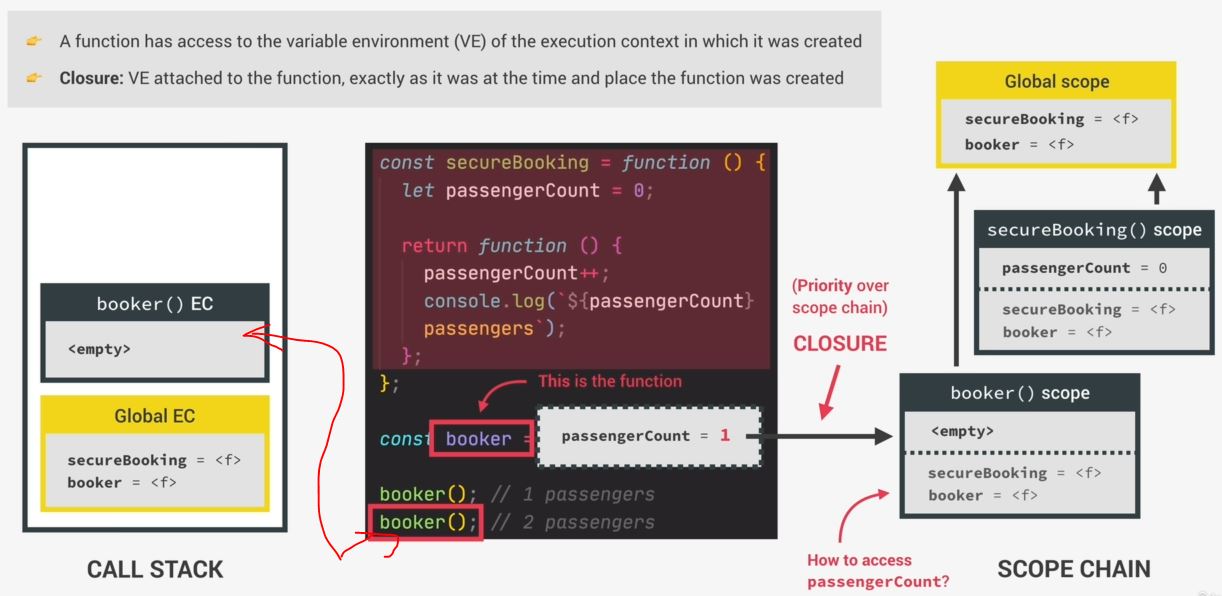 A function has access to the variable environment (VE) of the execution context in which it was created
Closure: VE attached to the function, exactly as it was at the time and place the function was created
booker() EC
<empty>
Global EC
secureBooking = <f>
booker = <f>
CALL STACK
const secureBooking = function () {
let passengerCount = 0;
return function () {
passengerCount++;
console.log(`${passengerCount}
passengers`);
};
};
This is the function
const booker =
passengerCount = 1
booker(); // 1 passengers
booker(); // 2 passengers
(Priority over
scope chain)
CLOSURE
Global scope
secureBooking = <f>
booker = <f>
secureBooking() scope
passengerCount = 0
secureBooking = <f>
booker = <f>
booker() scope
<empty>
secureBooking = <f>
booker = <f>
How to access
passengerCount?
SCOPE CHAIN